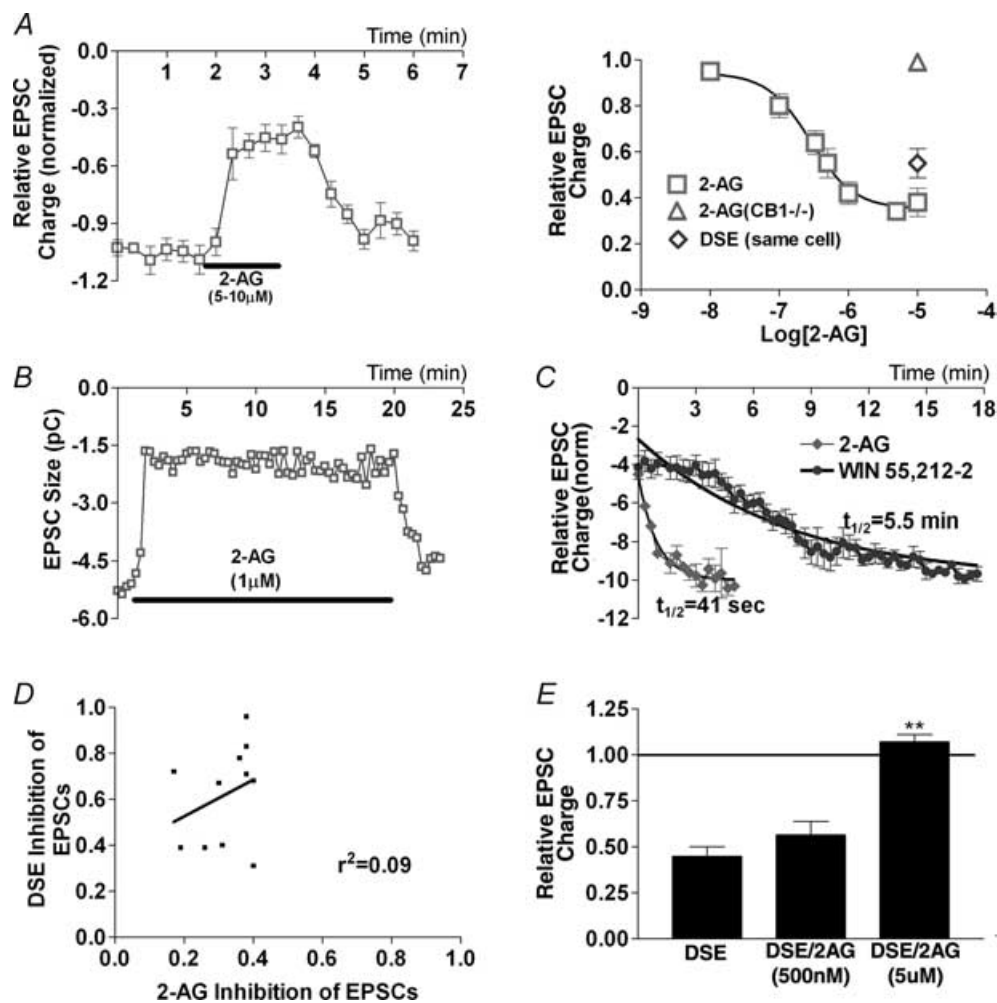 A
Time (min)
0.0
1 2 3 4 5 6 7
-0.3
-0.6
-0.9
-1.2
Relative EPSC
Charge (normalized)
2-AG
(5-10µM)
1.0
0.8
0.6
0.4
0.2
0.0
Relative EPSC
Charge
2-AG
2-AG(CB1-/-)
DSE (same cell)
-9 -8 -7 -6 -5 -4
Log[2-AG]
B
Time (min)
0.0
5 10 15 20 25
-1.5
-3.0
-4.5
-6.0
EPSC Size (pC)
2-AG
(1µM)
C
Time (min)
0
3 6 9 12 15 18
-2
-4
-6
-8
-10
-12
Relative EPSC
Charge(norm)
2-AG
WIN 55,212-2
t1/2=5.5 min
t1/2=41 sec
D
1.0
0.8
0.6
0.4
0.2
0.0
DSE Inhibition of
EPSCs
r²=0.09
0.0 0.2 0.4 0.6 0.8 1.0
2-AG Inhibition of EPSCs
E
1.25
1.00
0.75
0.50
0.25
0.00
Relative EPSC
Charge
**
DSE DSE/2AG DSE/2AG
(500nM) (5uM)